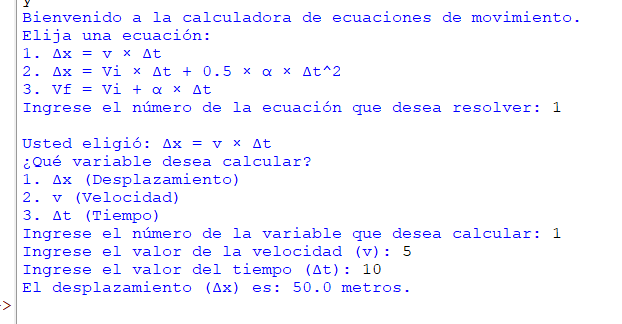 Bienvenido a la calculadora de ecuaciones de movimiento.
Elija una ecuación:
1. Δx = v × Δt
2. Δx = Vi × Δt + 0.5 × α × Δt^2
3. Vf = Vi + α × Δt
Ingrese el número de la ecuación que desea resolver: 1

Usted eligió: Δx = v × Δt
¿Qué variable desea calcular?
1. Δx (Desplazamiento)
2. v (Velocidad)
3. Δt (Tiempo)
Ingrese el número de la variable que desea calcular: 1
Ingrese el valor de la velocidad (v): 5
Ingrese el valor del tiempo (Δt): 10
El desplazamiento (Δx) es: 50.0 metros.
>